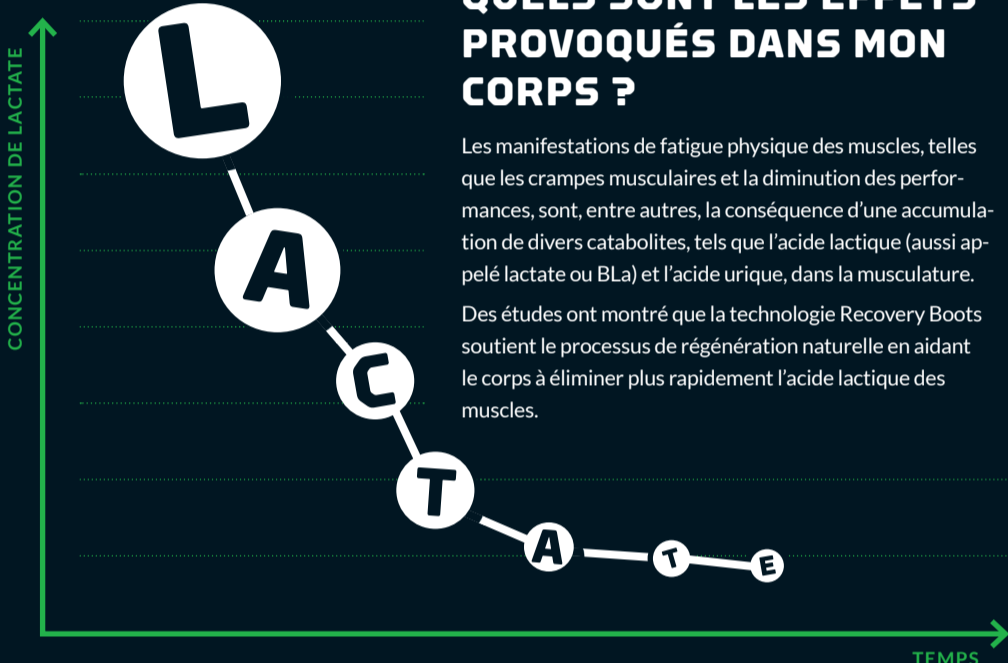 QUELS SONT LES EFFETS
PROVOQUÉS DANS MON
CORPS ?
Les manifestations de fatigue physique des muscles, telles
que les crampes musculaires et la diminution des perfor-
mances, sont, entre autres, la conséquence d’une accumula-
tion de divers catabolites, tels que l’acide lactique (aussi ap-
pelé lactate ou BLa) et l’acide urique, dans la musculature.
Des études ont montré que la technologie Recovery Boots
soutient le processus de régénération naturelle en aidant
le corps à éliminer plus rapidement l’acide lactique des
muscles.
CONCENTRATION DE LACTATE
L
A
C
T
A
T
E
TEMPS